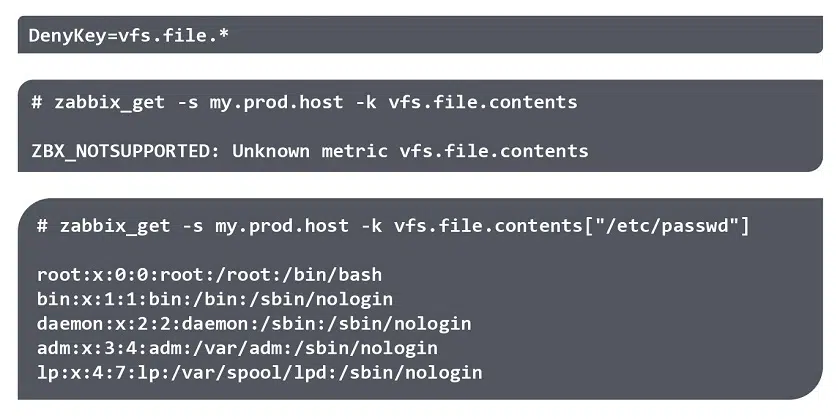 DenyKey=vfs.file.*
# zabbix_get -s my.prod.host -k vfs.file.contents
ZBX_NOTSUPPORTED: Unknown metric vfs.file.contents
# zabbix_get -s my.prod.host -k vfs.file.contents["/etc/passwd"]
root:x:0:0:root:/root:/bin/bash
bin:x:1:1:bin:/bin:/sbin/nologin
daemon:x:2:2:daemon:/sbin:/sbin/nologin
adm:x:3:4:adm:/var/adm:/sbin/nologin
lp:x:4:7:lp:/var/spool/lpd:/sbin/nologin